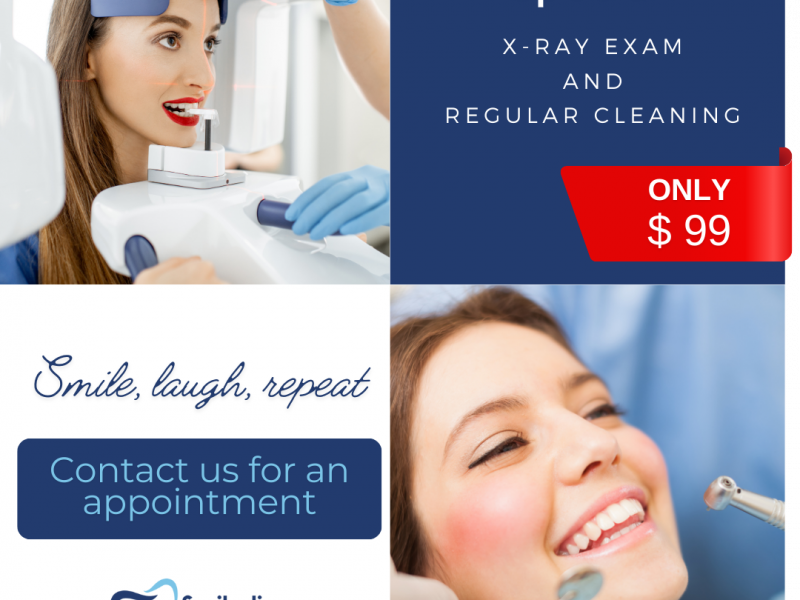 X-RAY EXAM
AND
REGULAR CLEANING
ONLY
$ 99
Smile, laugh, repeat
Contact us for an
appointment